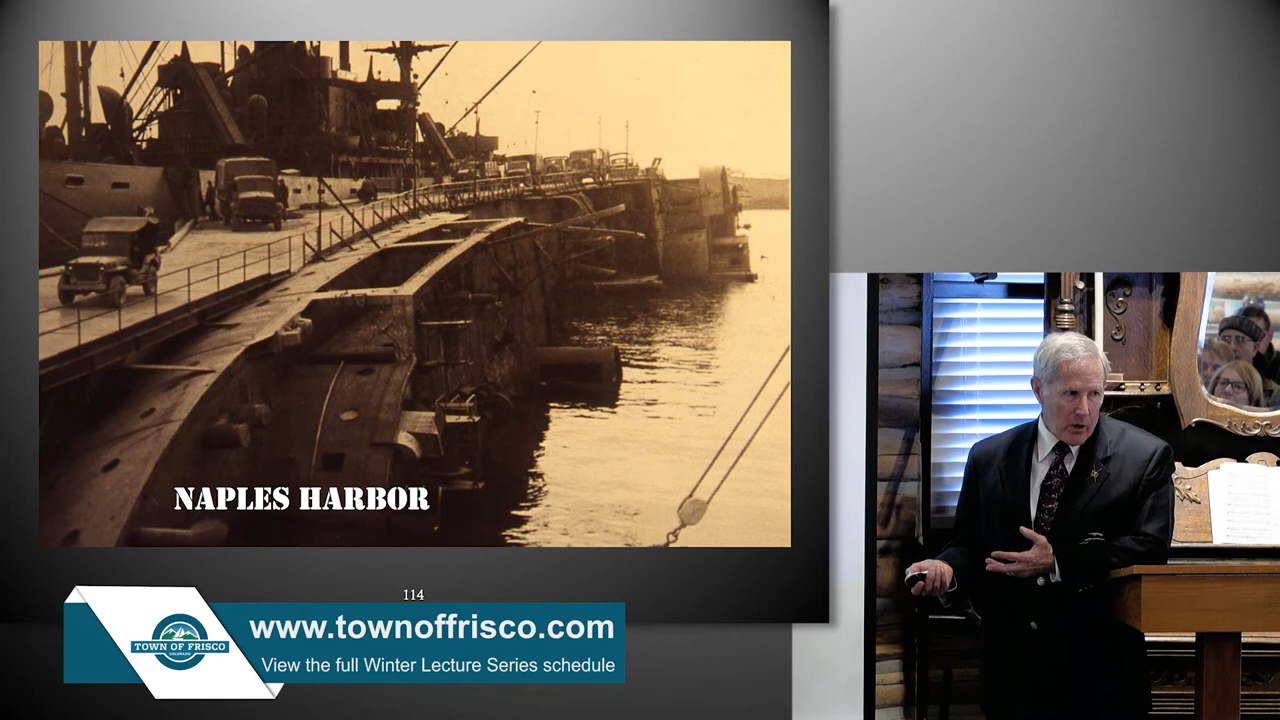 NAPLES HARBOR
114
TOWN OF FRISCO
COLORADO
www.townoffrisco.com
View the full Winter Lecture Series schedule